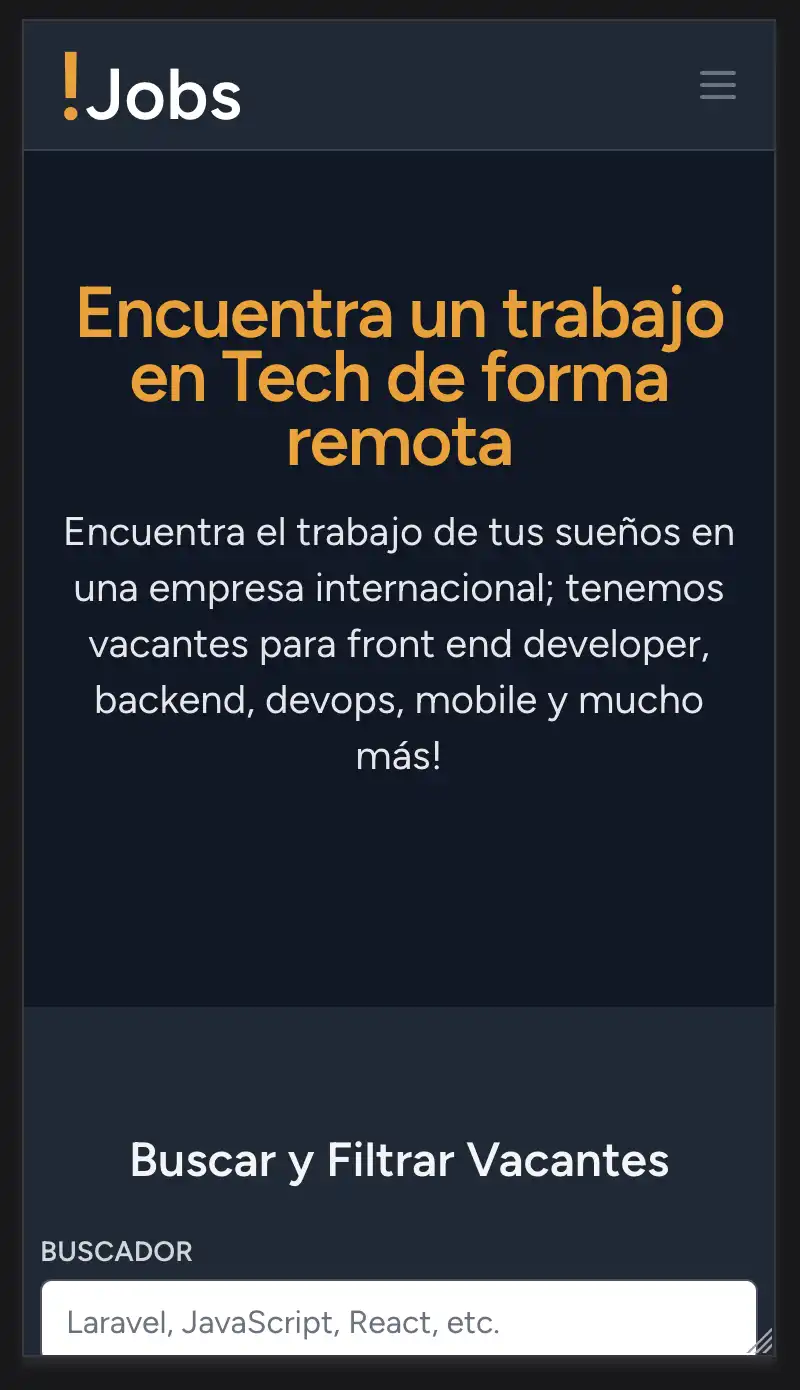 !Jobs
Encuentra un trabajo
en Tech de forma
remota
Encuentra el trabajo de tus sueños en
una empresa internacional; tenemos
vacantes para front end developer,
backend, devops, mobile y mucho
más!
Buscar y Filtrar Vacantes
BUSCADOR
Laravel, JavaScript, React, etc.